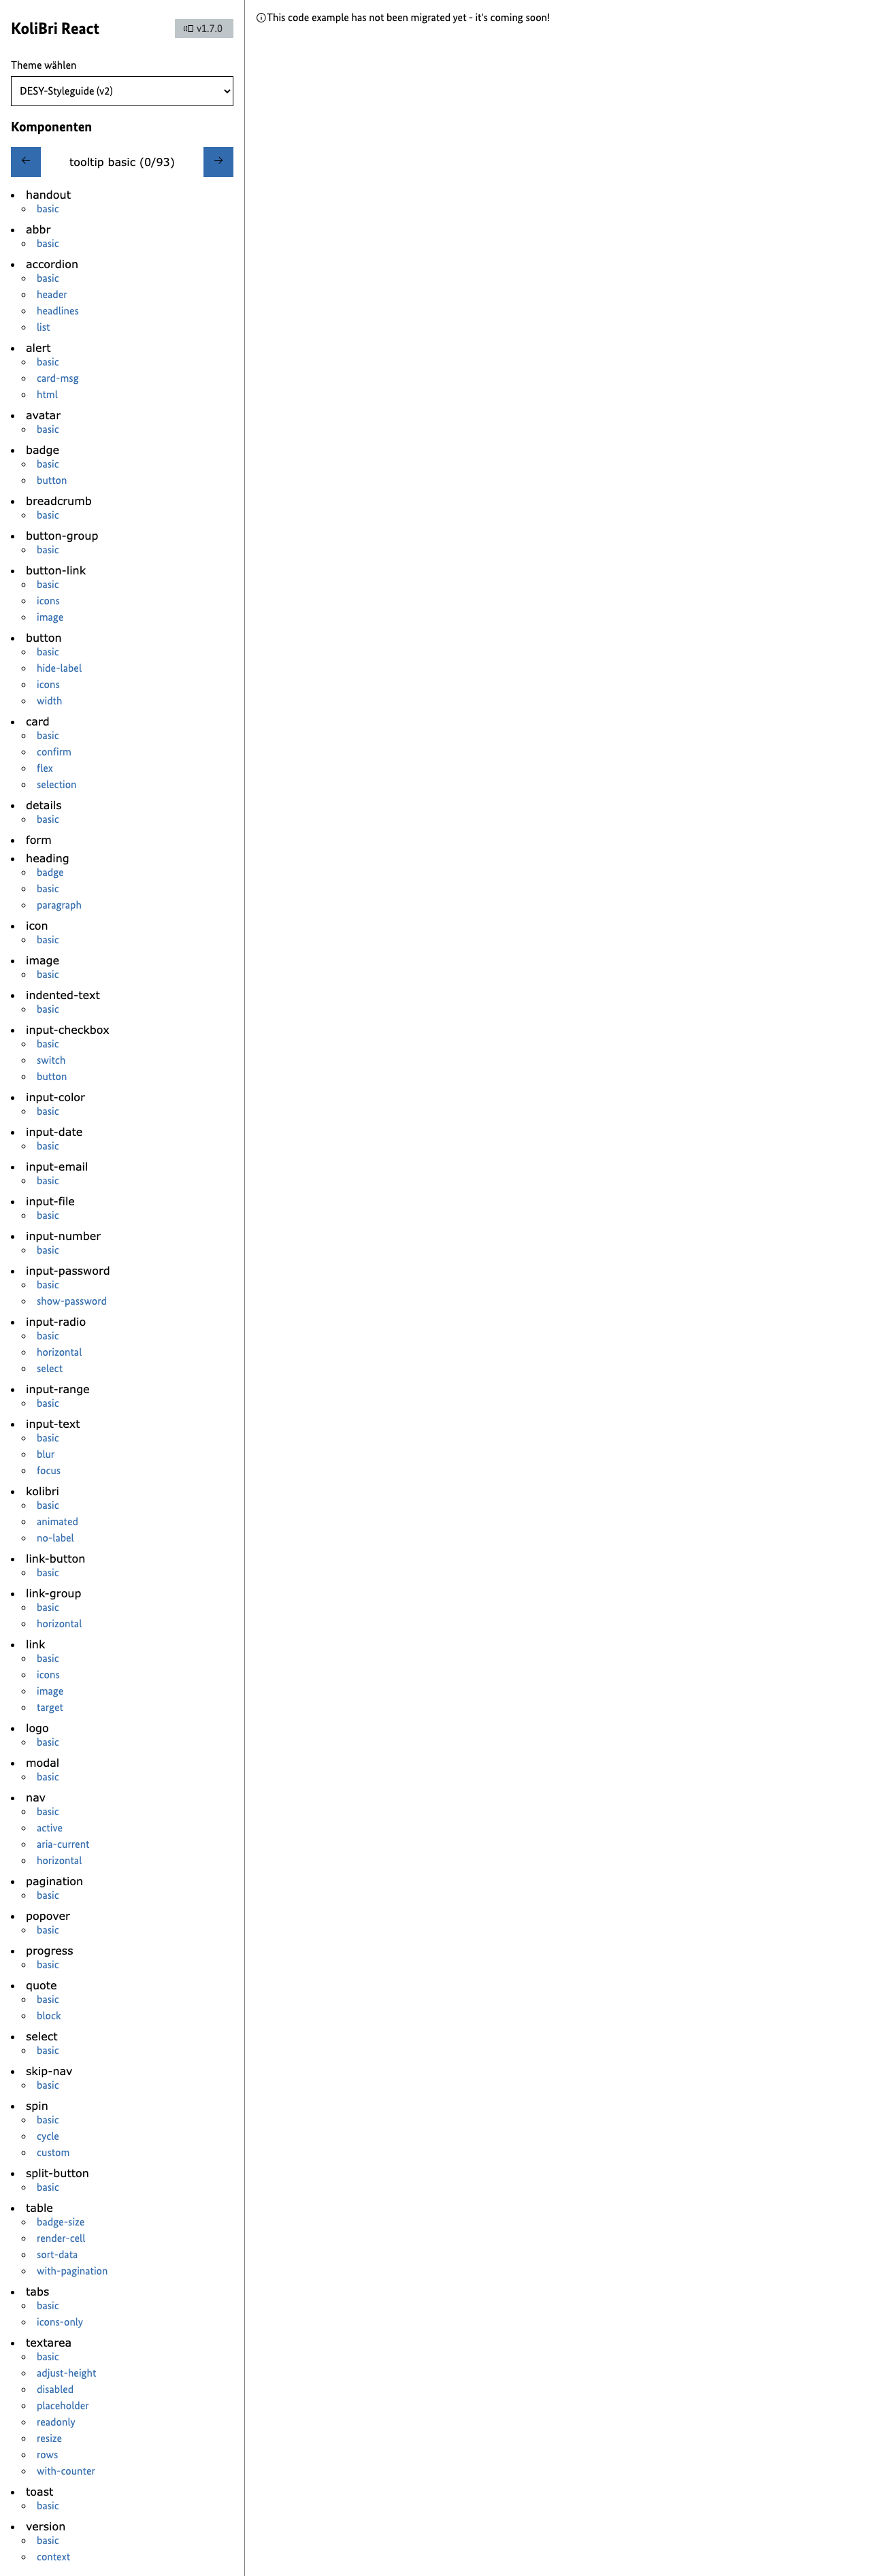 KoliBri React
v1.7.0
Theme wählen
DESY-Styleguide (v2)
Komponenten
tooltip basic (0/93)
handout
basic
abbr
basic
accordion
basic
header
headlines
list
alert
basic
card-msg
html
avatar
basic
badge
basic
button
breadcrumb
basic
button-group
basic
button-link
basic
icons
image
button
basic
hide-label
icons
width
card
basic
confirm
flex
selection
details
basic
form
heading
badge
basic
paragraph
icon
basic
image
basic
indented-text
basic
input-checkbox
basic
switch
button
input-color
basic
input-date
basic
input-email
basic
input-file
basic
input-number
basic
input-password
basic
show-password
input-radio
basic
horizontal
select
input-range
basic
input-text
basic
blur
focus
kolibri
basic
animated
no-label
link-button
basic
link-group
basic
horizontal
link
basic
icons
image
target
logo
basic
modal
basic
nav
basic
active
aria-current
horizontal
pagination
basic
popover
basic
progress
basic
quote
basic
block
select
basic
skip-nav
basic
spin
basic
cycle
custom
split-button
basic
table
badge-size
render-cell
sort-data
with-pagination
tabs
basic
icons-only
textarea
basic
adjust-height
disabled
placeholder
readonly
resize
rows
with-counter
toast
basic
version
basic
context
This code example has not been migrated yet - it's coming soon!